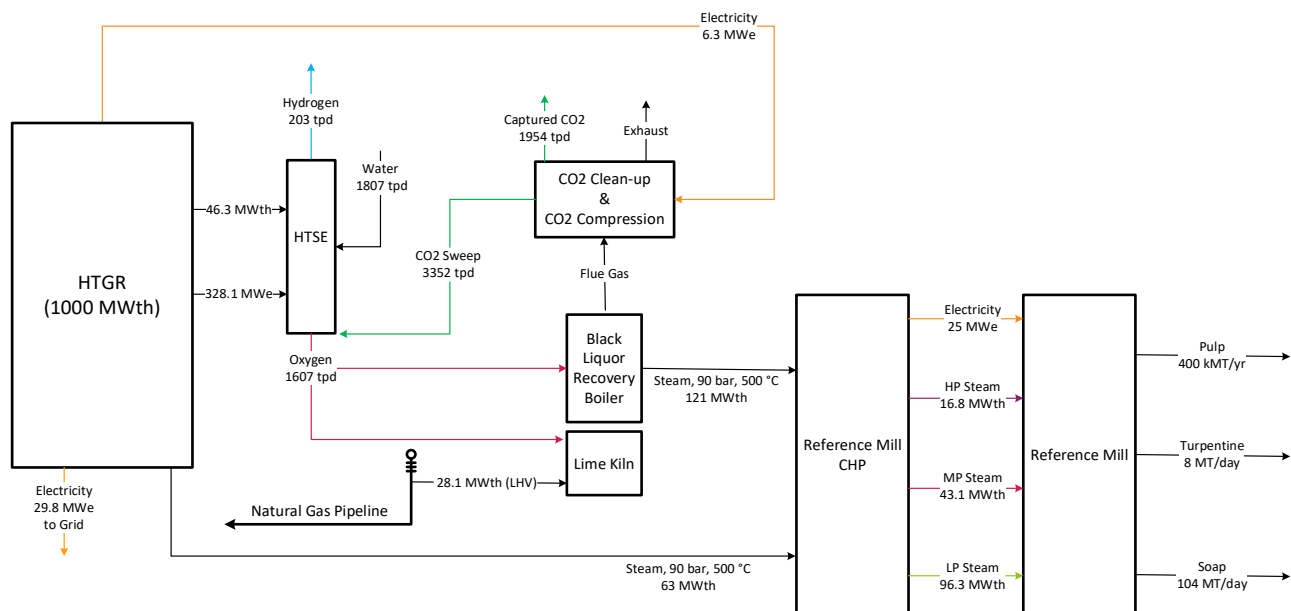 Electricity
6.3 MWe
Hydrogen
203 tpd
Captured CO2
1954 tpd
Exhaust
Water
1807 tpd
CO2 Clean-up
&
CO2 Compression
46.3 MWth
HTSE
HTGR
(1000 MWth)
CO2 Sweep
3352 tpd
Flue Gas
328.1 MWe
Oxygen
1607 tpd
Black
Liquor
Recovery
Boiler
Steam, 90 bar, 500 °C
121 MWth
Electricity
25 MWe
Pulp
400 kMT/yr
HP Steam
16.8 MWth
Reference Mill
CHP
Reference Mill
Turpentine
8 MT/day
Lime Kiln
28.1 MWth (LHV)
MP Steam
43.1 MWth
Electricity
29.8 MWe
to Grid
Natural Gas Pipeline
Steam, 90 bar, 500 °C
63 MWth
LP Steam
96.3 MWth
Soap
104 MT/day